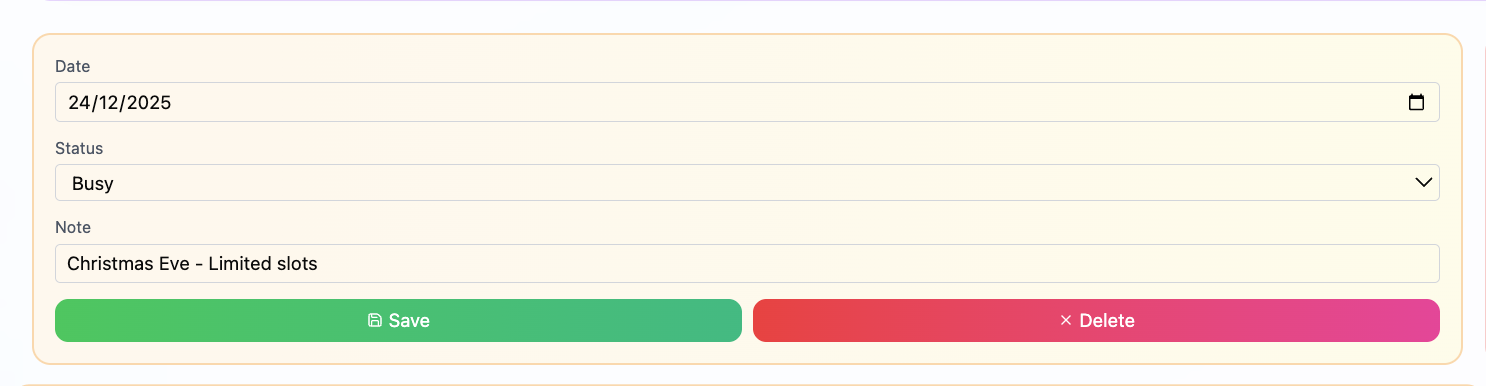 Date
24/12/2025
Status
Busy
Note
Christmas Eve - Limited slots
Save
Delete